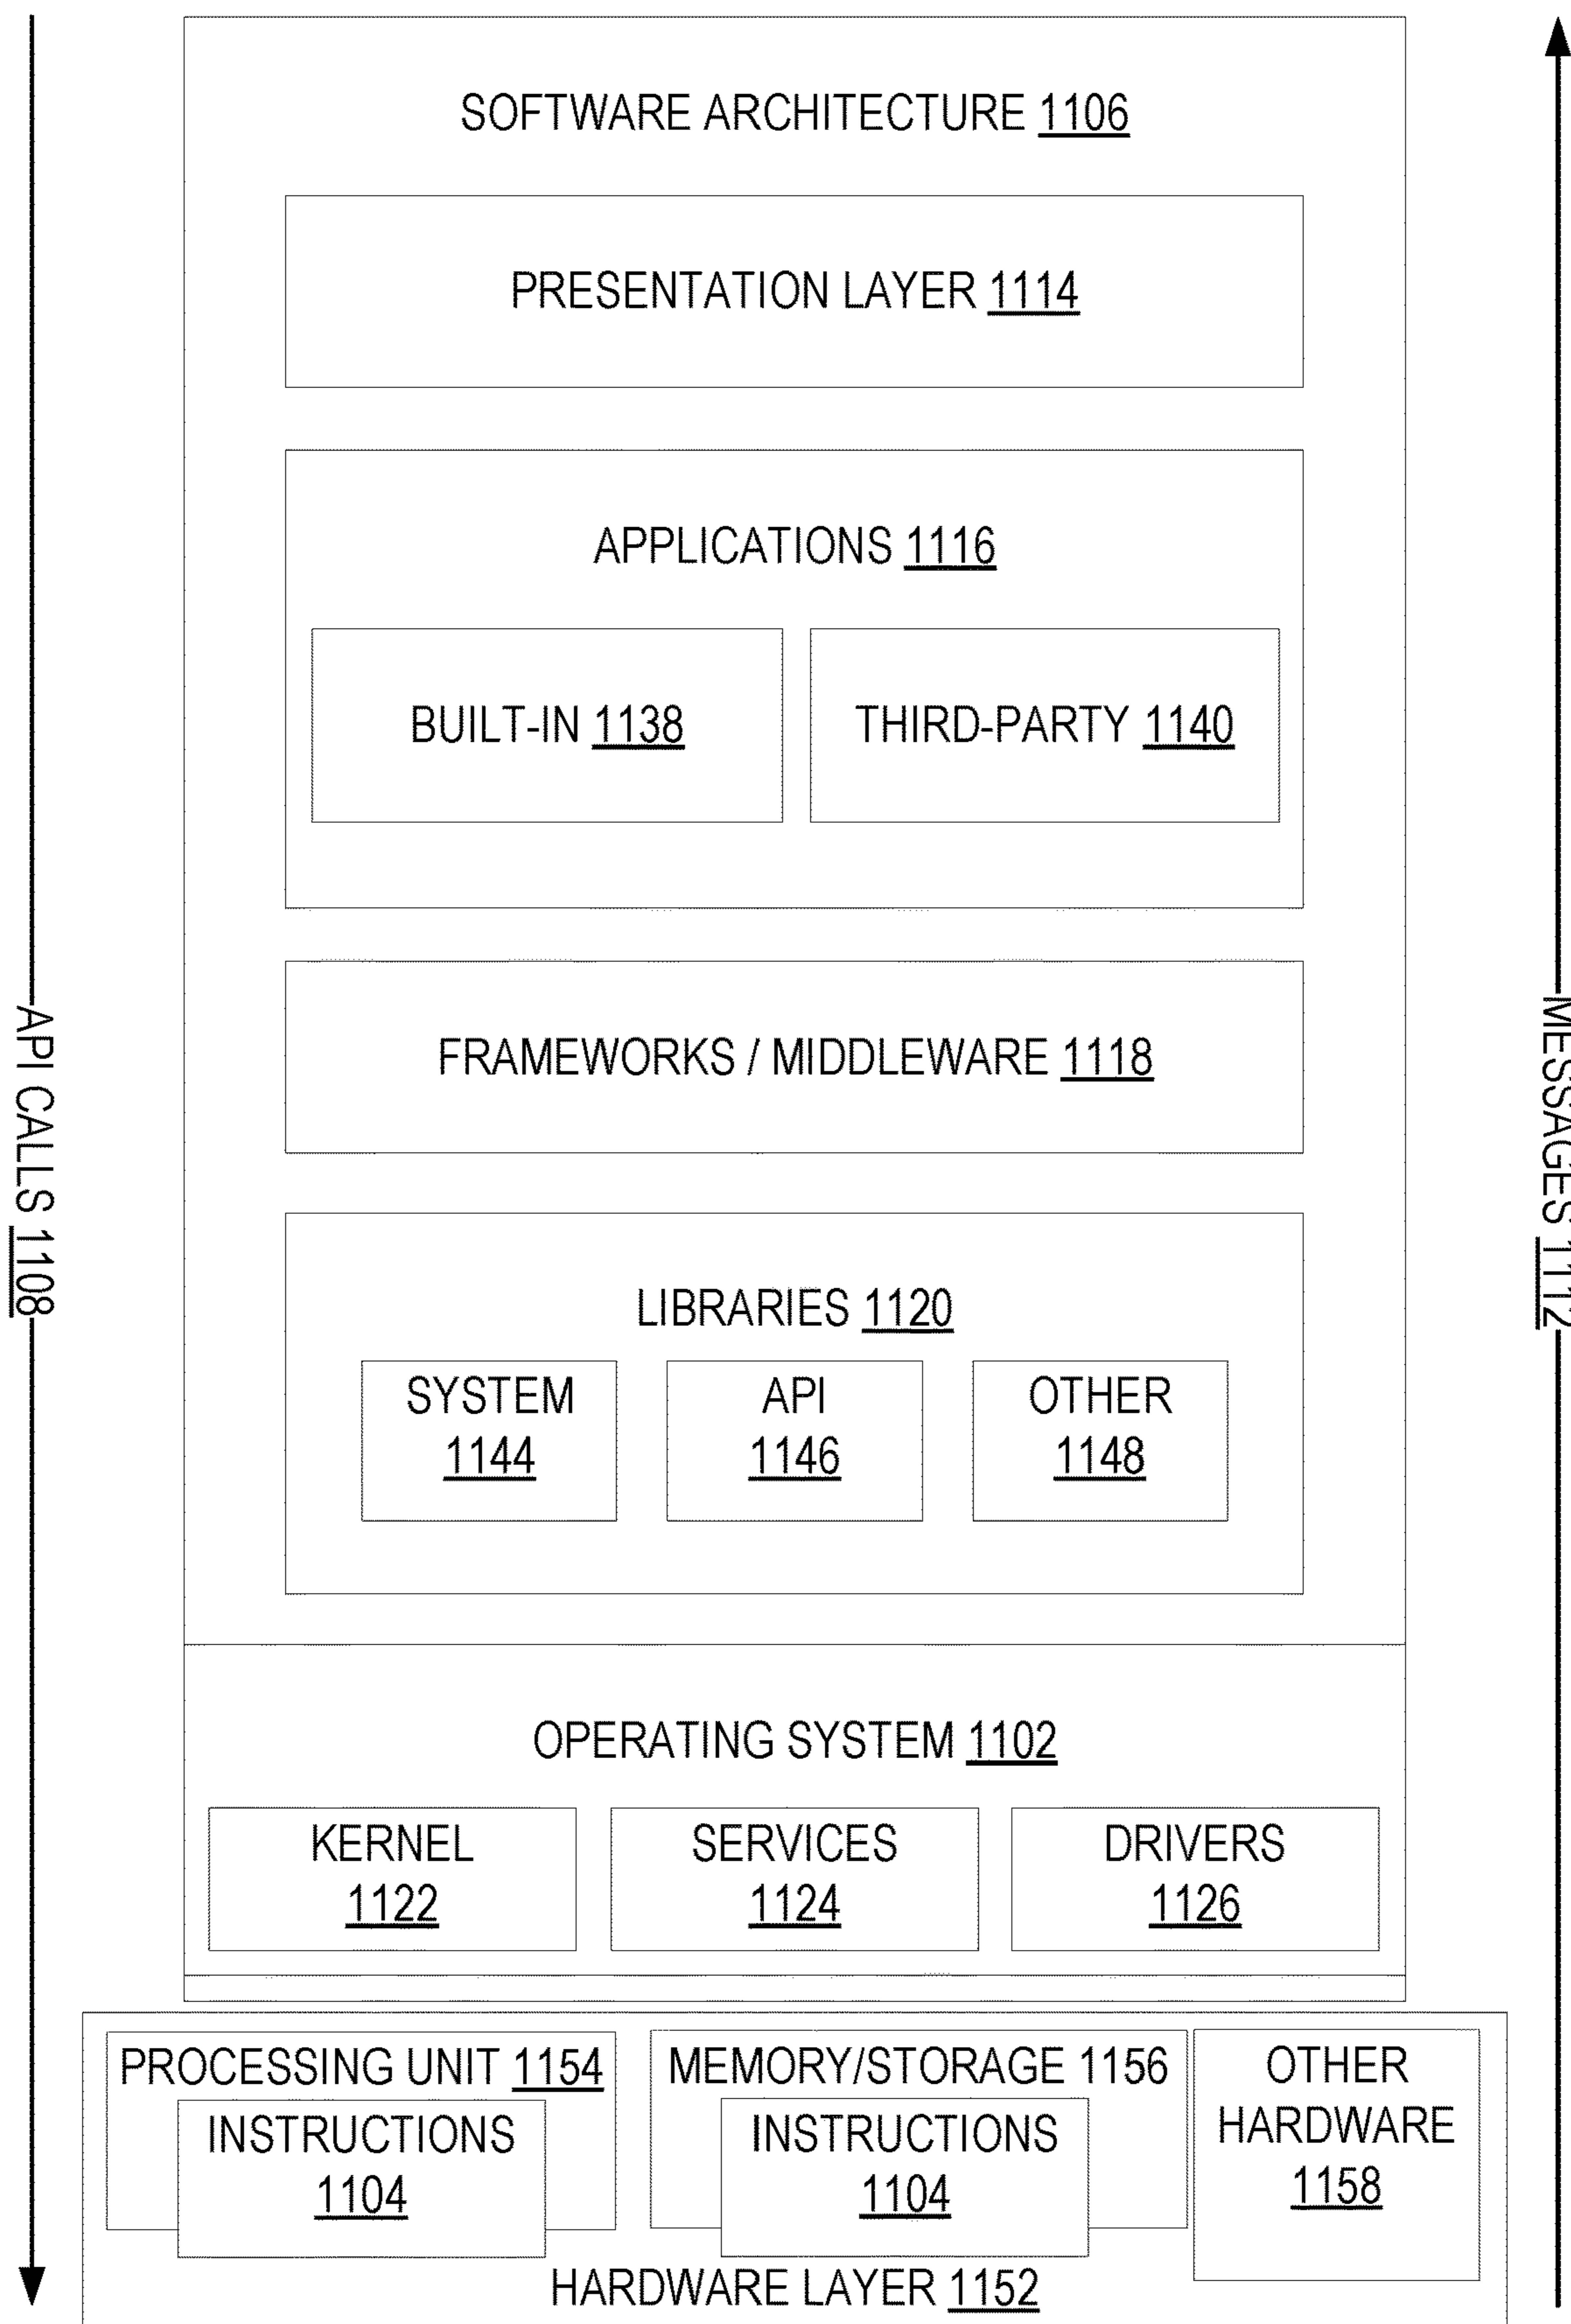 SOFTWARE ARCHITECTURE 1106
PRESENTATION LAYER 1114
APPLICATIONS 1116
BUILT-IN 1138
THIRD-PARTY 1140
FRAMEWORKS / MIDDLEWARE 1118
LIBRARIES 1120
SYSTEM
1144
API
1146
OTHER
1148
OPERATING SYSTEM 1102
KERNEL
1122
SERVICES
1124
DRIVERS
1126
PROCESSING UNIT 1154
INSTRUCTIONS
1104
MEMORY/STORAGE 1156
INSTRUCTIONS
1104
OTHER
HARDWARE
1158
HARDWARE LAYER 1152
API CALLS 1108
MESSAGES 1112